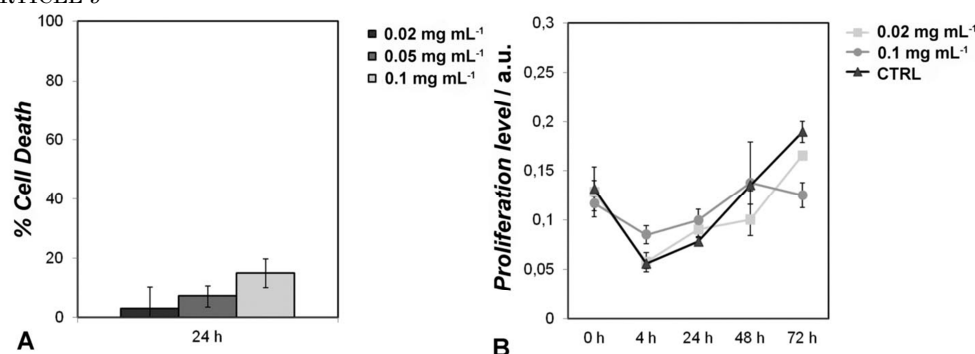 100
80
60
40
20
0
% Cell Death
24 h
A
0.02 mg mL⁻¹
0.05 mg mL⁻¹
0.1 mg mL⁻¹
0,3
0,25
0,2
0,15
0,1
0,05
0
Proliferation level / a.u.
0 h 4 h 24 h 48 h 72 h
B
0.02 mg mL⁻¹
0.1 mg mL⁻¹
CTRL